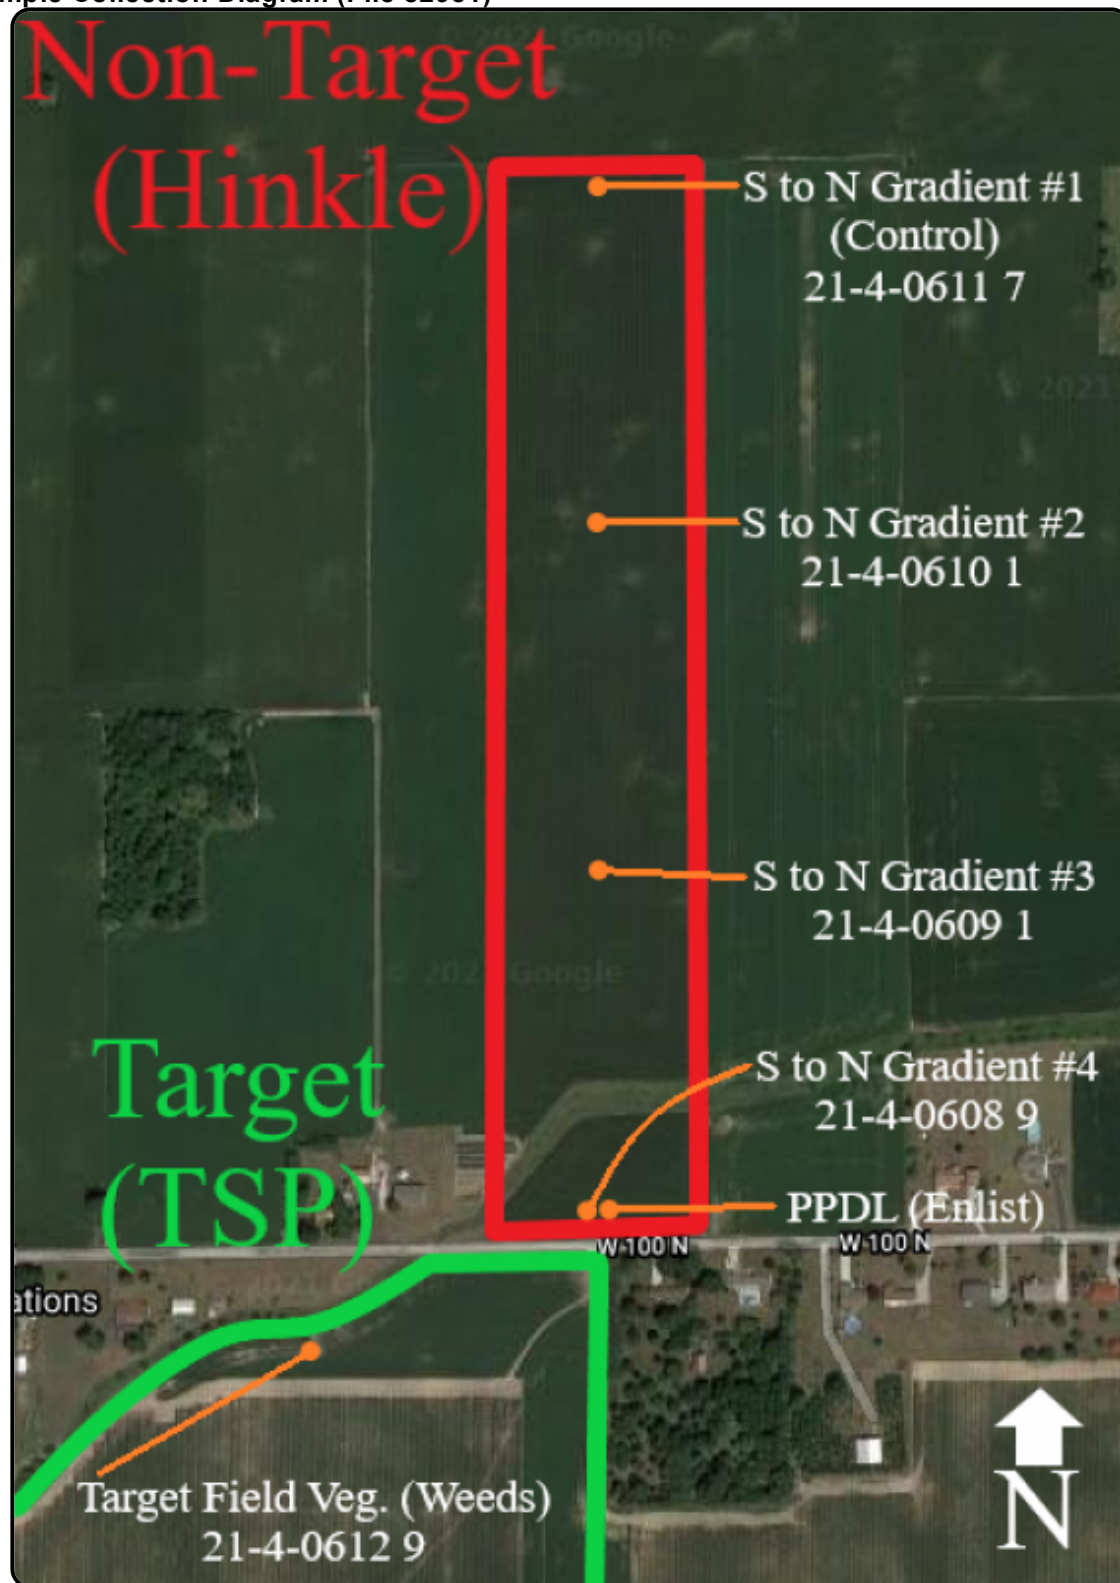 Non-Target
(Hinkle)
S to N Gradient #1
(Control)
21-4-0611 7
S to N Gradient #2
21-4-0610 1
S to N Gradient #3
21-4-0609 1
© 2021 Google
Target
(TSP)
S to N Gradient #4
21-4-0608 9
PPDL (Enlist)
W 100 N
W 100 N
ations
Target Field Veg. (Weeds)
21-4-0612 9
N